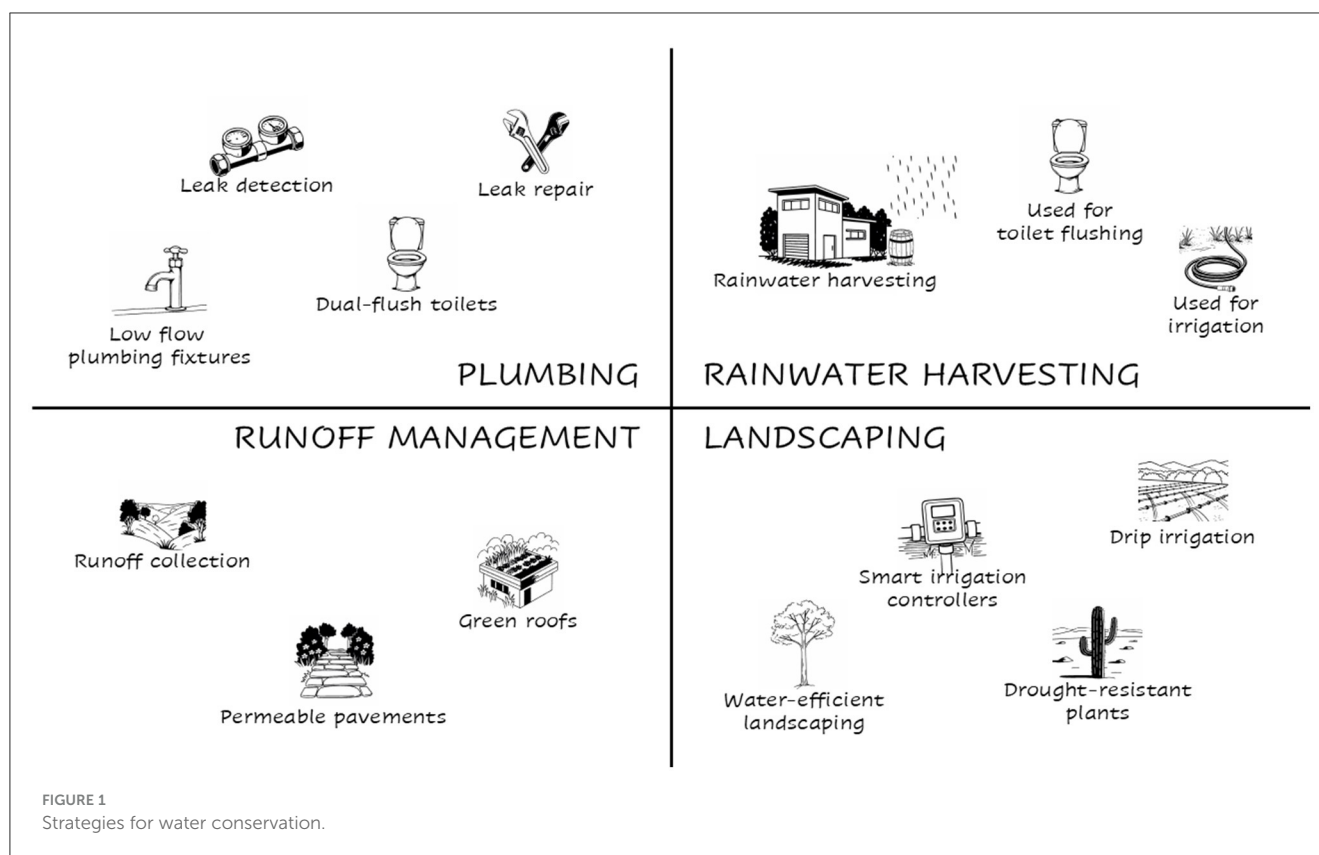 Leak detection
Leak repair
Low flow
plumbing fixtures
Dual-flush toilets
PLUMBING
Rainwater harvesting
Used for
toilet flushing
Used for
irrigation
RAINWATER HARVESTING
RUNOFF MANAGEMENT
Runoff collection
Green roofs
Permeable pavements
LANDSCAPING
Smart irrigation
controllers
Drip irrigation
Water-efficient
landscaping
Drought-resistant
plants
FIGURE 1
Strategies for water conservation.